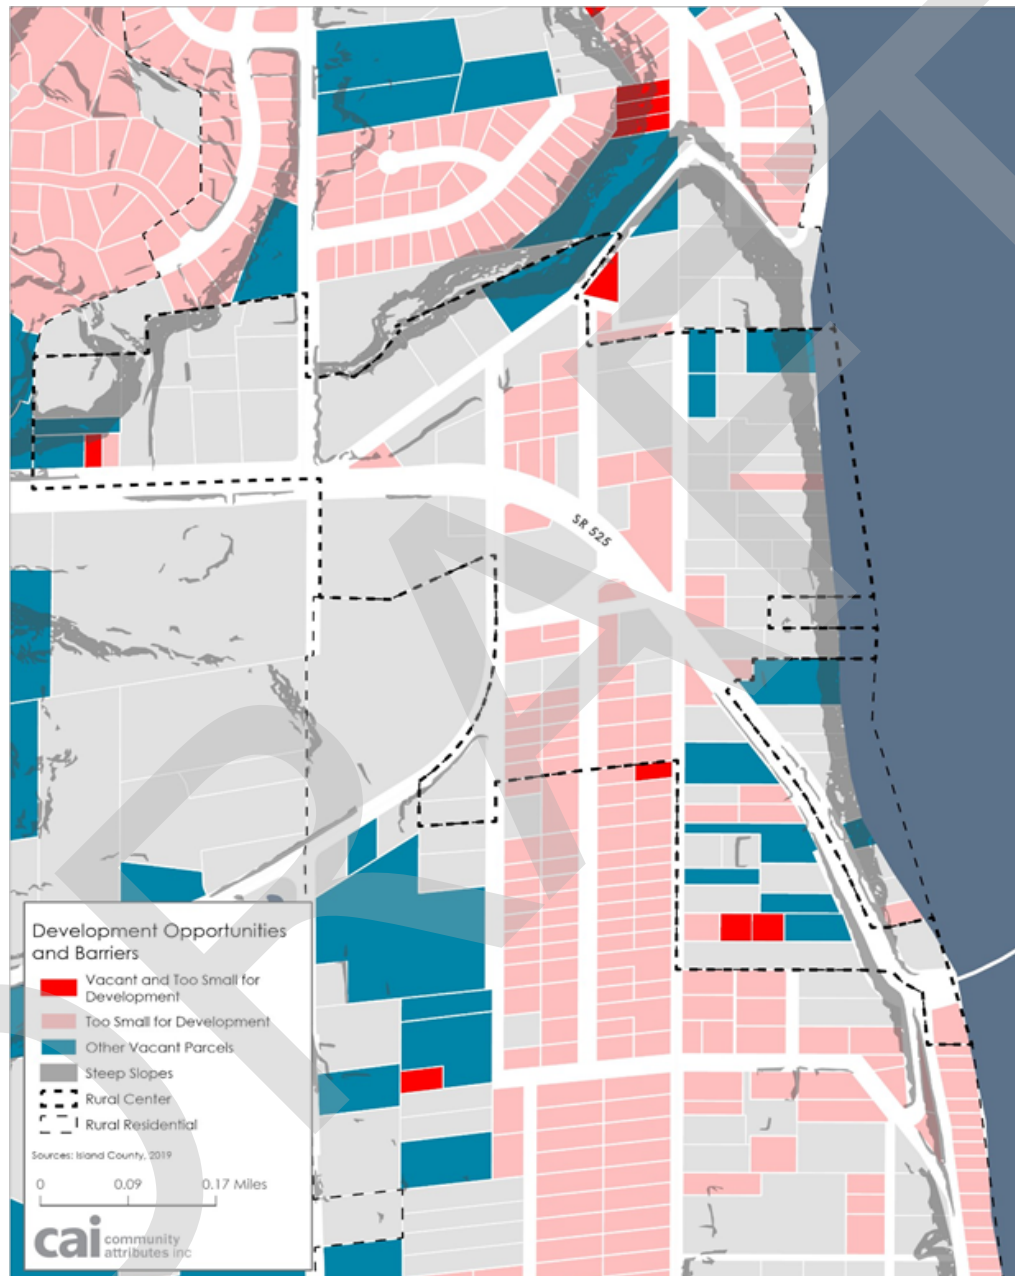 DRAFT
SR 525
Development Opportunities
and Barriers
Vacant and Too Small for
Development
Too Small for Development
Other Vacant Parcels
Steep Slopes
Rural Center
Rural Residential
Sources: Island County, 2019
0 0.09 0.17 Miles
cai community
attributes inc